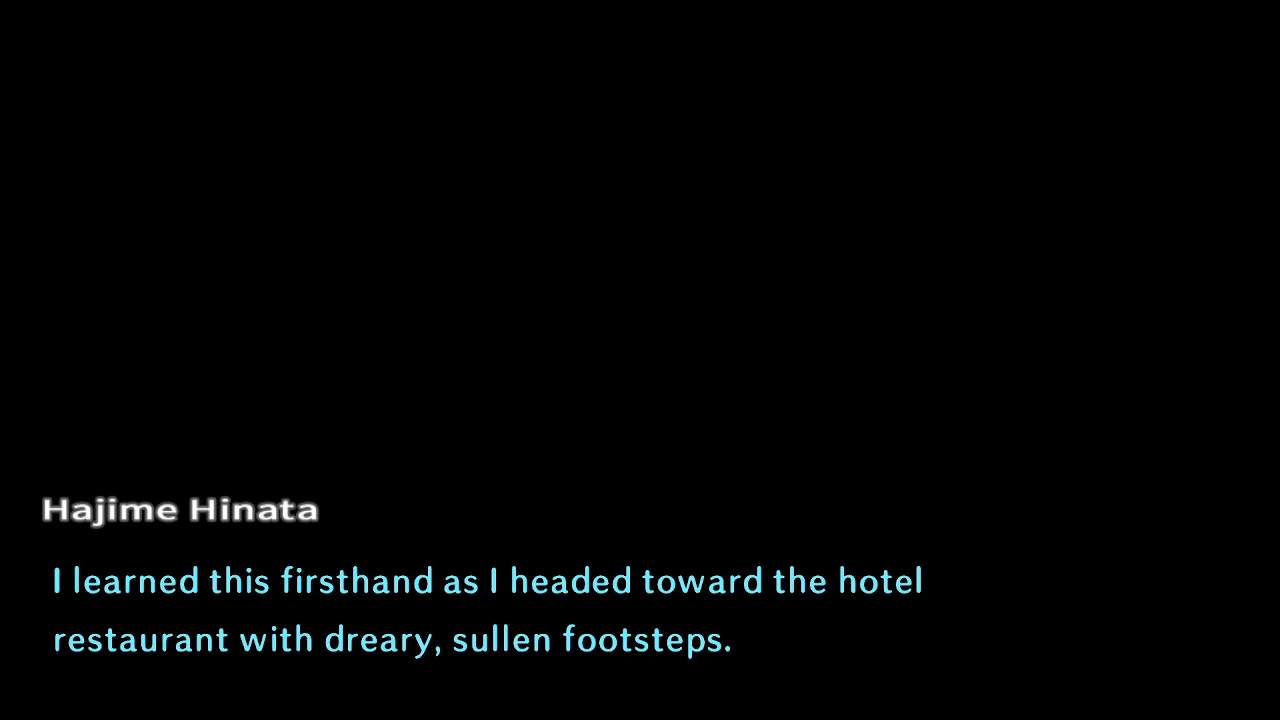 Hajime Hinata
I learned this firsthand as I headed toward the hotel
restaurant with dreary, sullen footsteps.